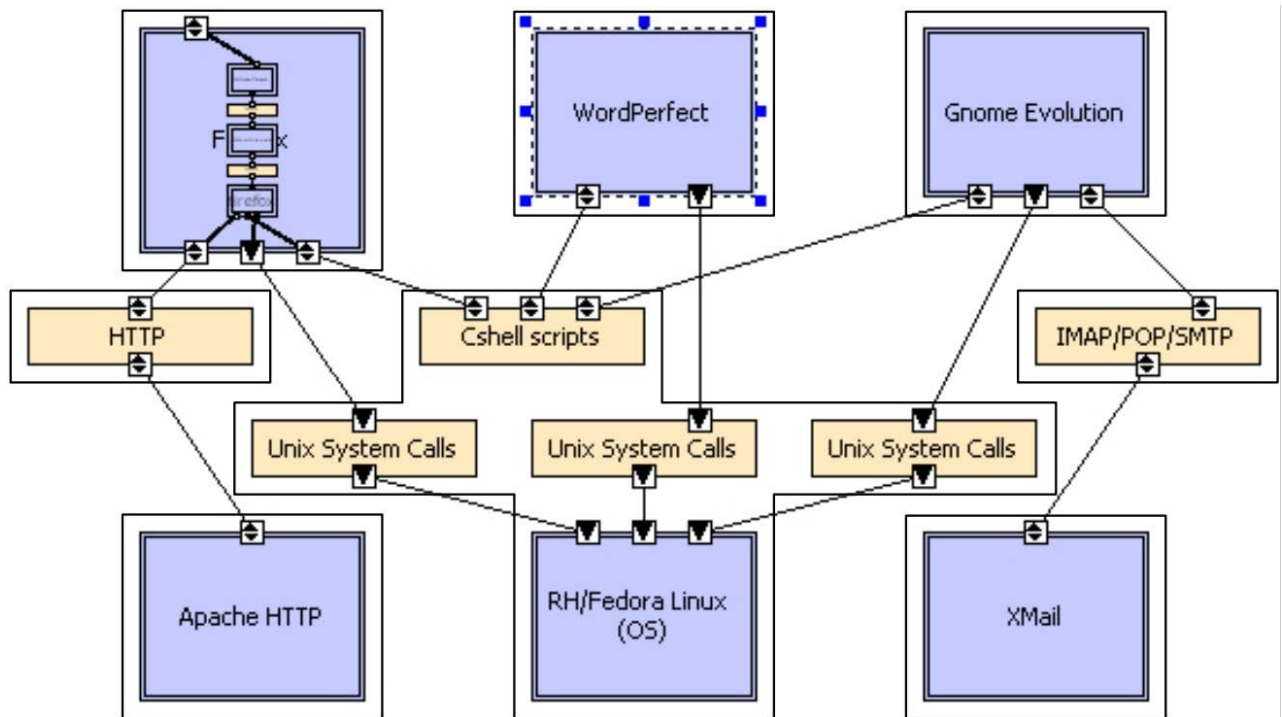 WordPerfect
Gnome Evolution
F x
firefox
HTTP
Cshell scripts
IMAP/POP/SMTP
Unix System Calls
Unix System Calls
Unix System Calls
Apache HTTP
RH/Fedora Linux
(OS)
XMail